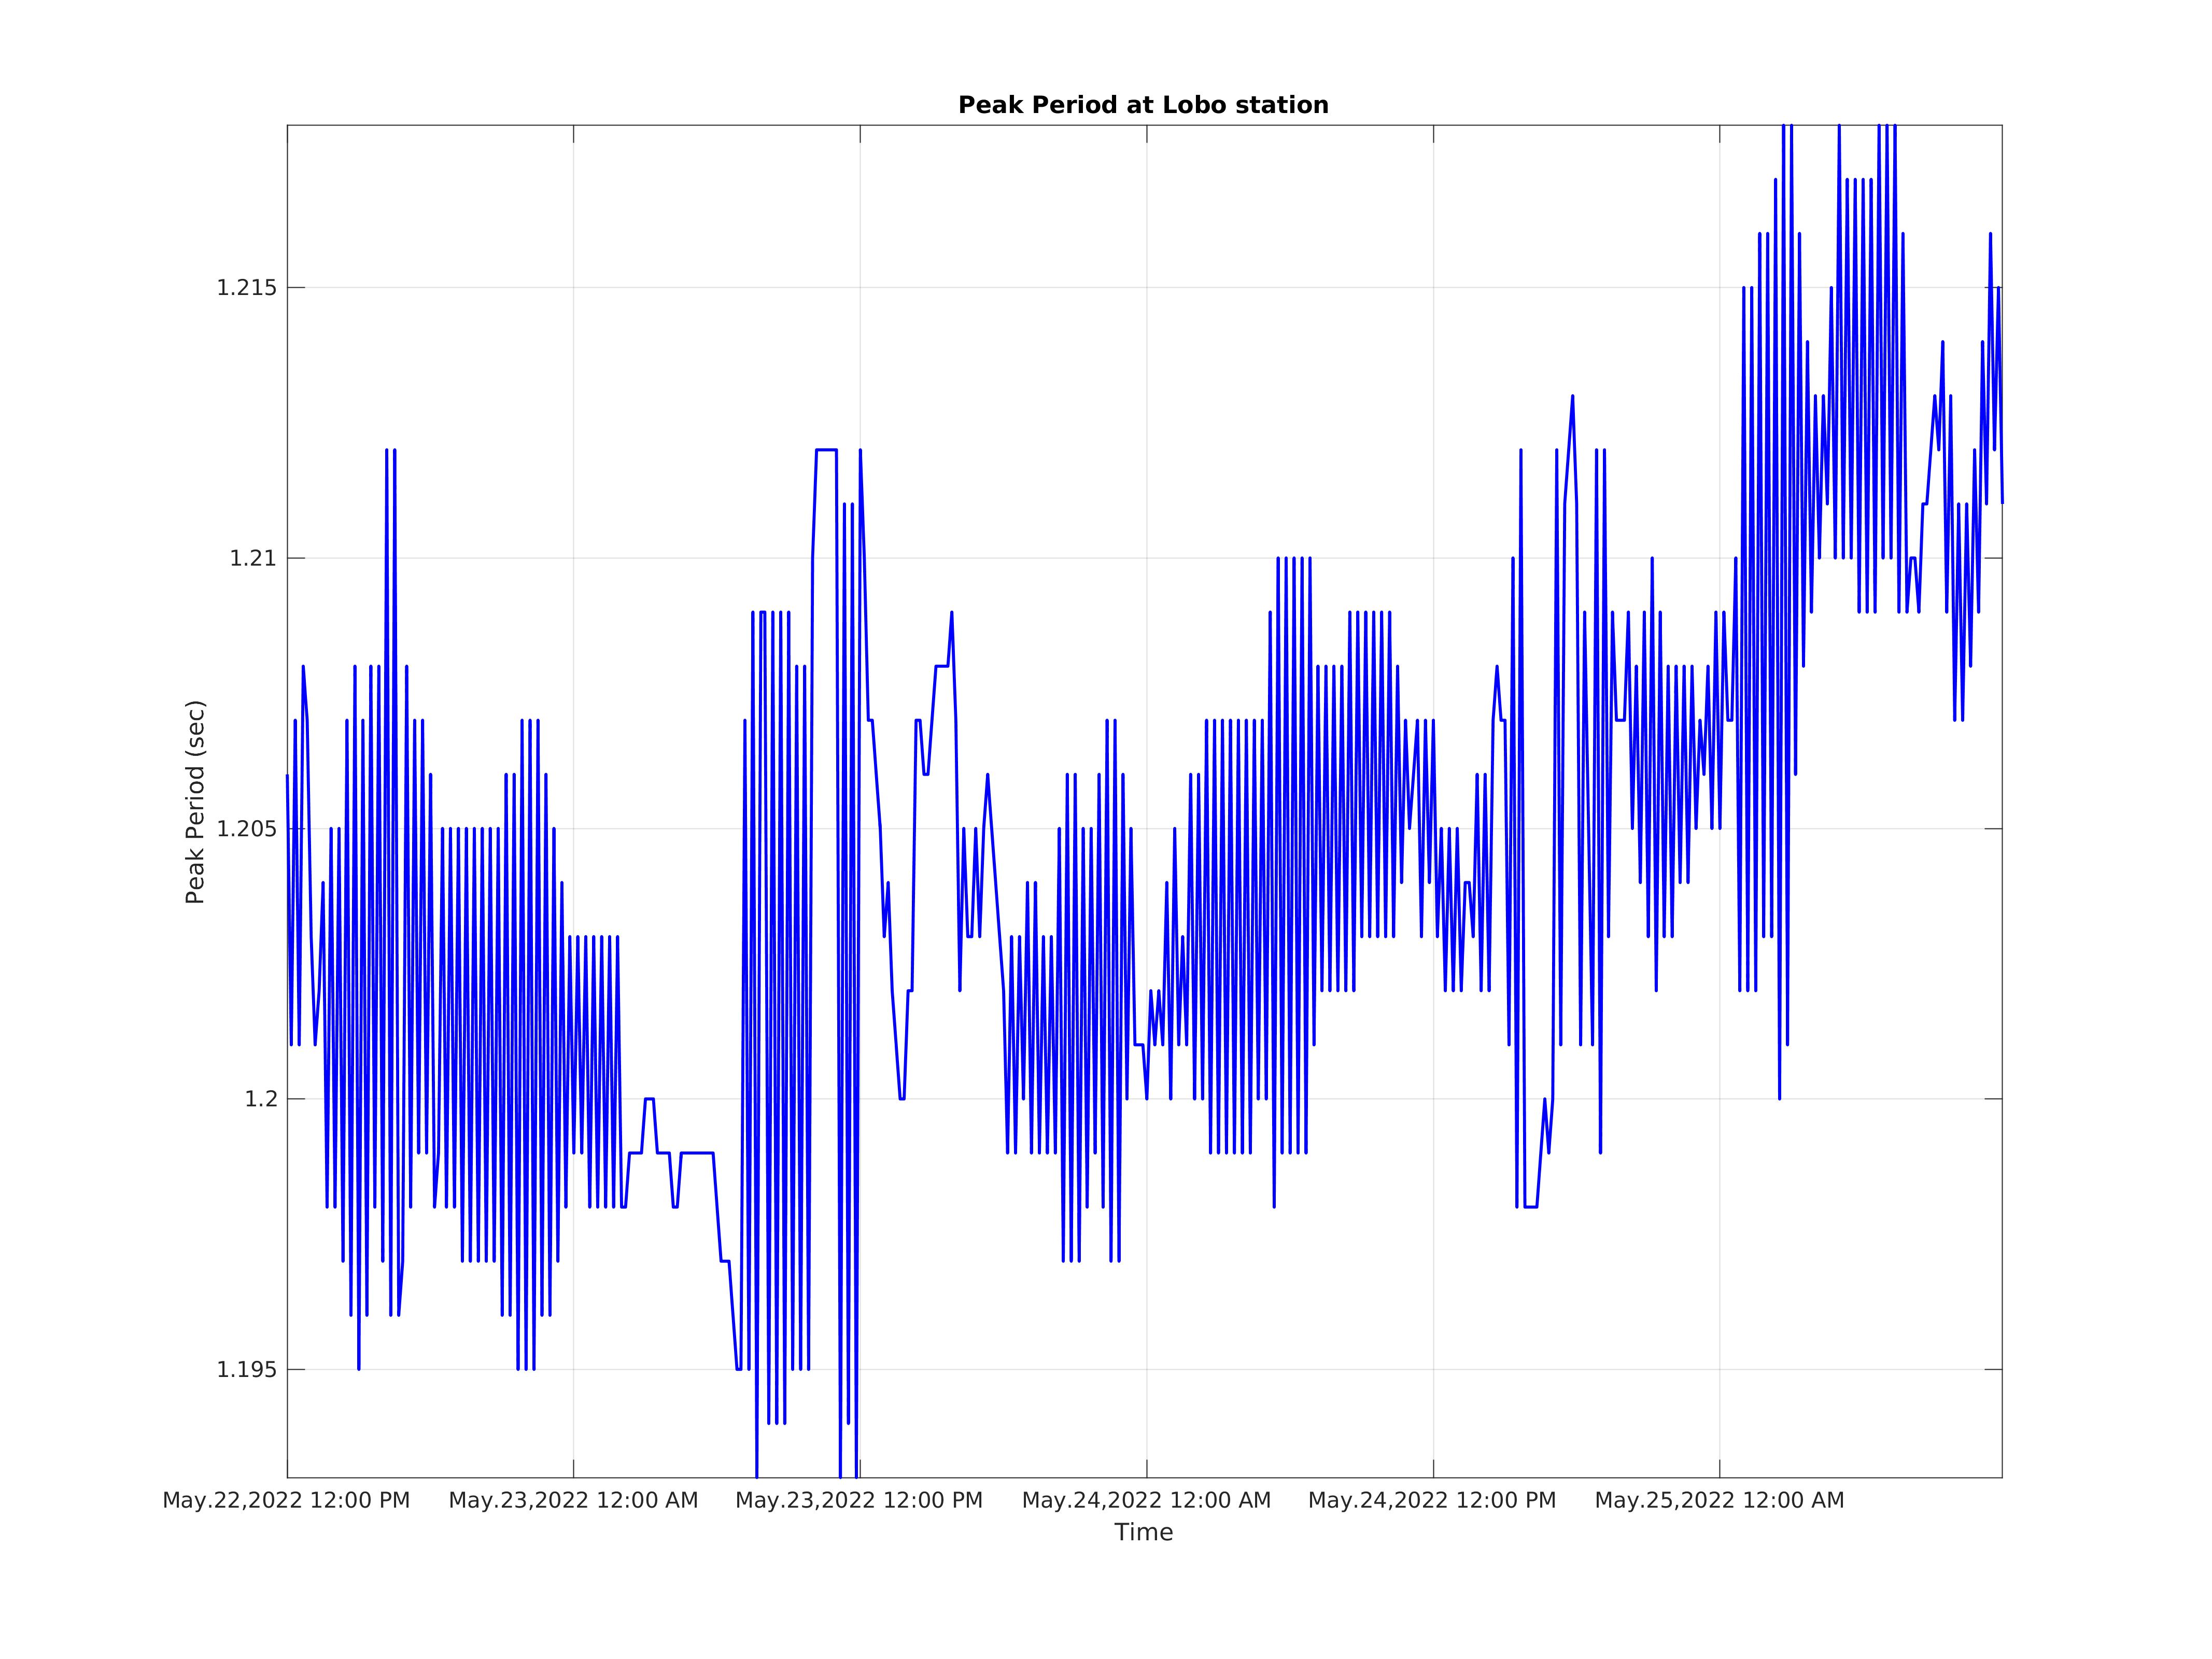 Peak Period at Lobo station
1.215
1.21
1.205
1.2
1.195
Peak Period (sec)
May.22,2022 12:00 PM May.23,2022 12:00 AM May.23,2022 12:00 PM May.24,2022 12:00 AM May.24,2022 12:00 PM May.25,2022 12:00 AM
Time